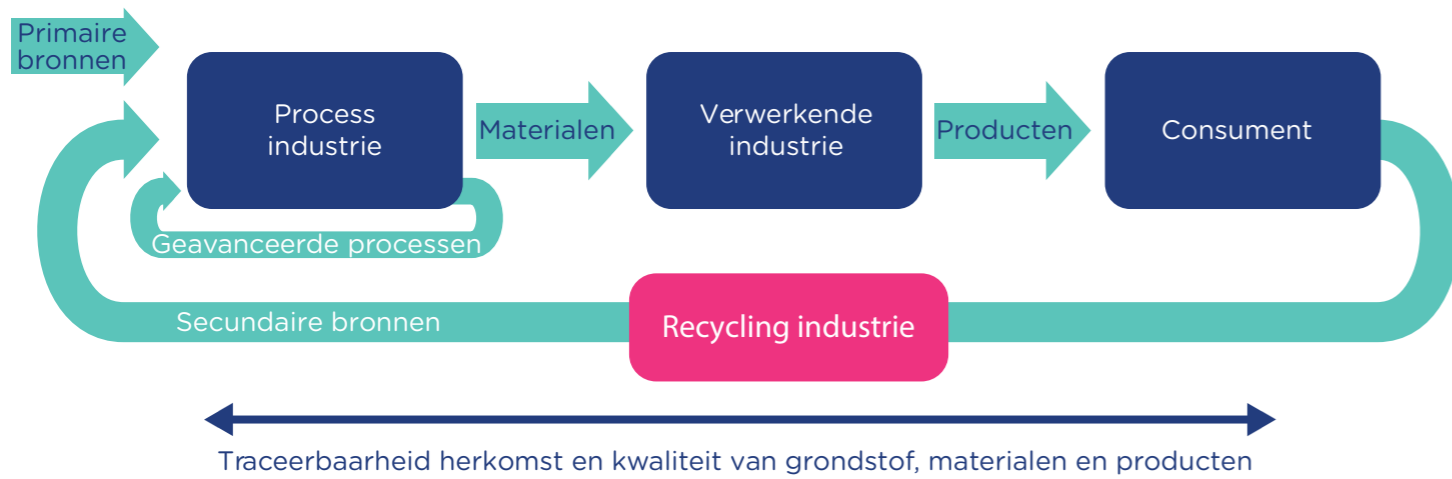 Primaire
bronnen
Process
industrie
Materialen
Verwerkende
industrie
Producten
Consument
Geavanceerde processen
Secundaire bronnen
Recycling industrie
Traceerbaarheid herkomst en kwaliteit van grondstof, materialen en producten